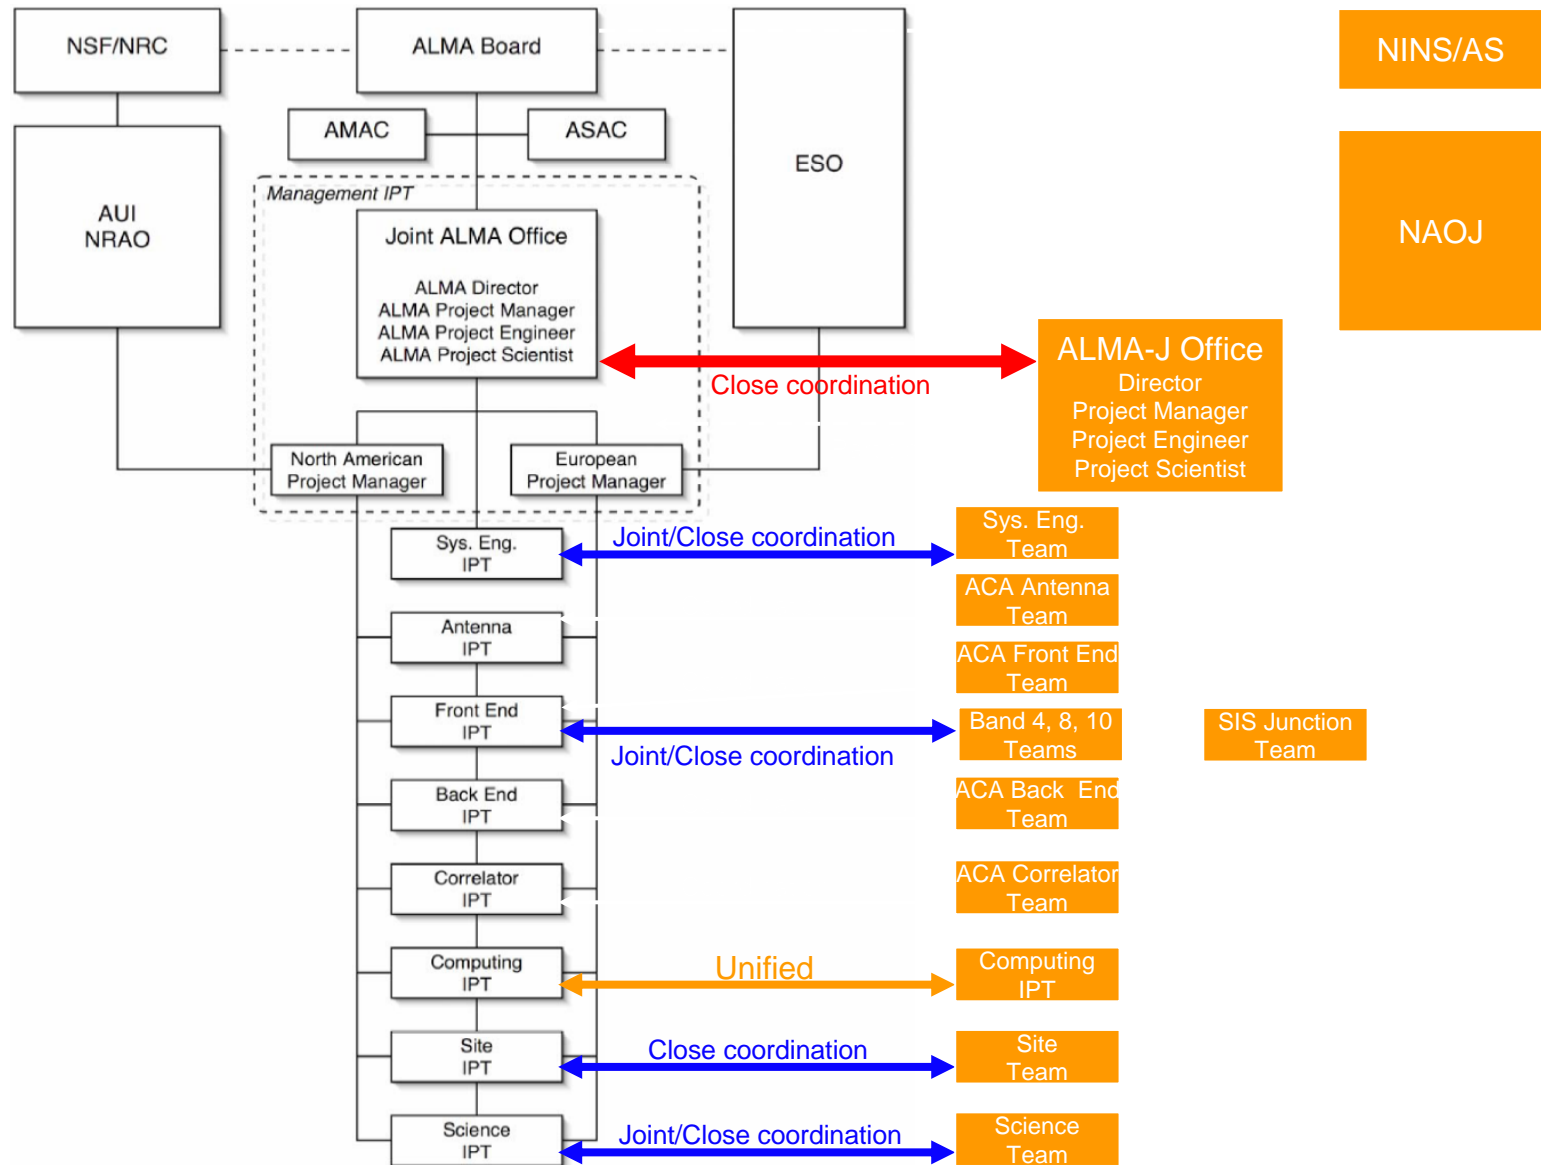 NSF/NRC
ALMA Board
NINS/AS
AMAC
ASAC
ESO
AUI
NRAO
NAOJ
Management IPT
Joint ALMA Office
ALMA Director
ALMA Project Manager
ALMA Project Engineer
ALMA Project Scientist
Close coordination
ALMA-J Office
Director
Project Manager
Project Engineer
Project Scientist
North American
Project Manager
European
Project Manager
Sys. Eng.
IPT
Joint/Close coordination
Sys. Eng.
Team
ACA Antenna
Team
Antenna
IPT
ACA Front End
Team
Front End
IPT
Joint/Close coordination
Band 4, 8, 10
Teams
SIS Junction
Team
Back End
IPT
ACA Back End
Team
Correlator
IPT
ACA Correlator
Team
Computing
IPT
Unified
Computing
IPT
Site
IPT
Close coordination
Site
Team
Science
IPT
Joint/Close coordination
Science
Team